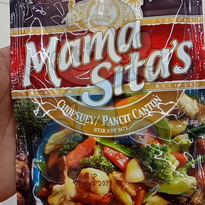 Mama
Sita's
CHOPSUEY / PANCIT CANTON
STIR FRY MIX